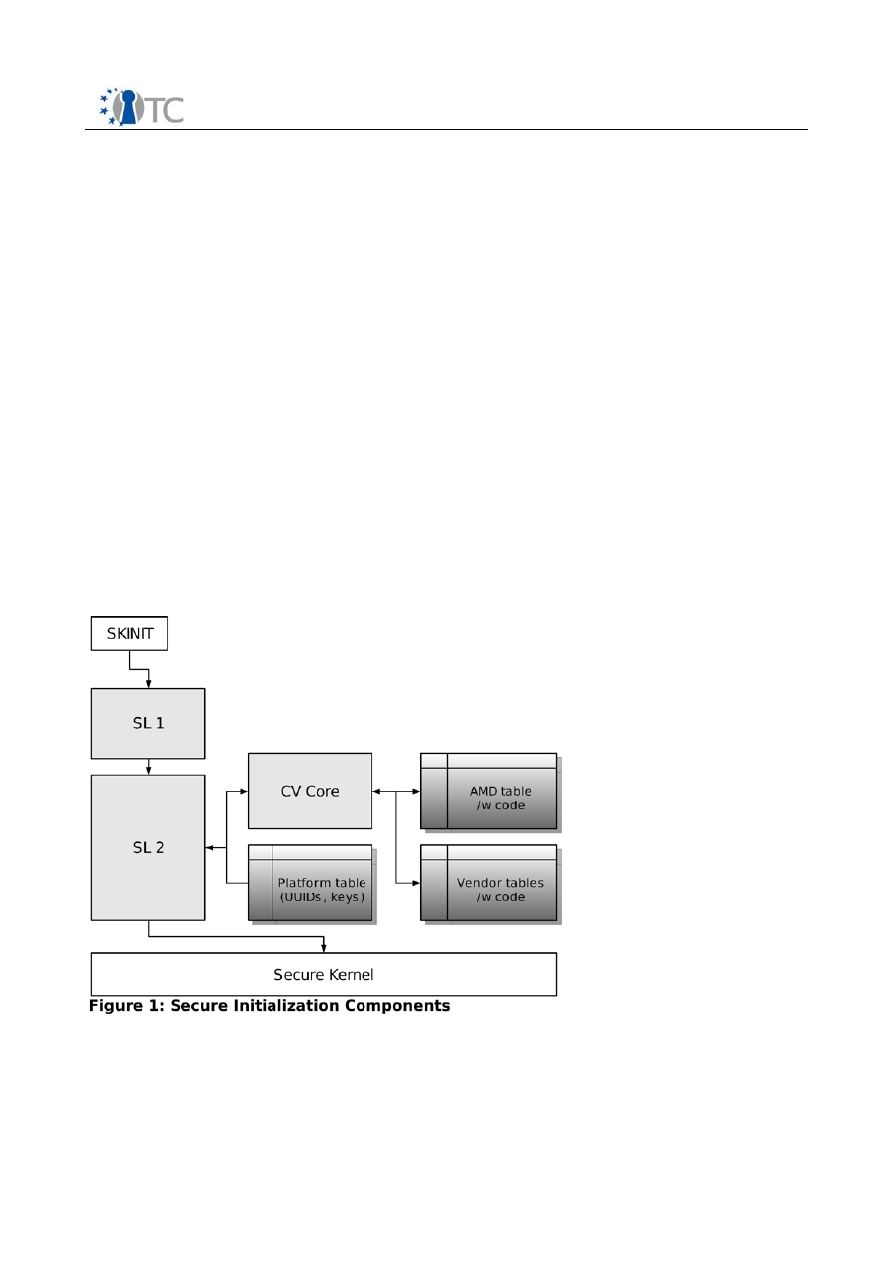 TC
SKINIT
SL 1
SL 2
CV Core
AMD table
/w code
Platform table
(UUIDs, keys)
Vendor tables
/w code
Secure Kernel
Figure 1: Secure Initialization Components